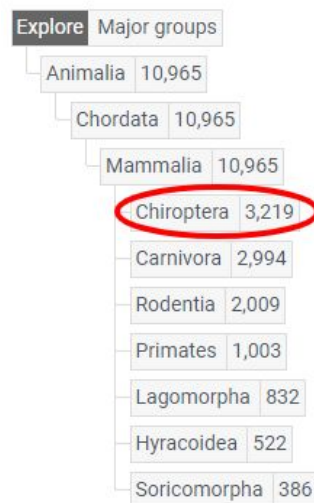 Explore Major groups
Animalia 10,965
Chordata 10,965
Mammalia 10,965
Chiroptera 3,219
Carnivora 2,994
Rodentia 2,009
Primates 1,003
Lagomorpha 832
Hyracoidea 522
Soricomorpha 386